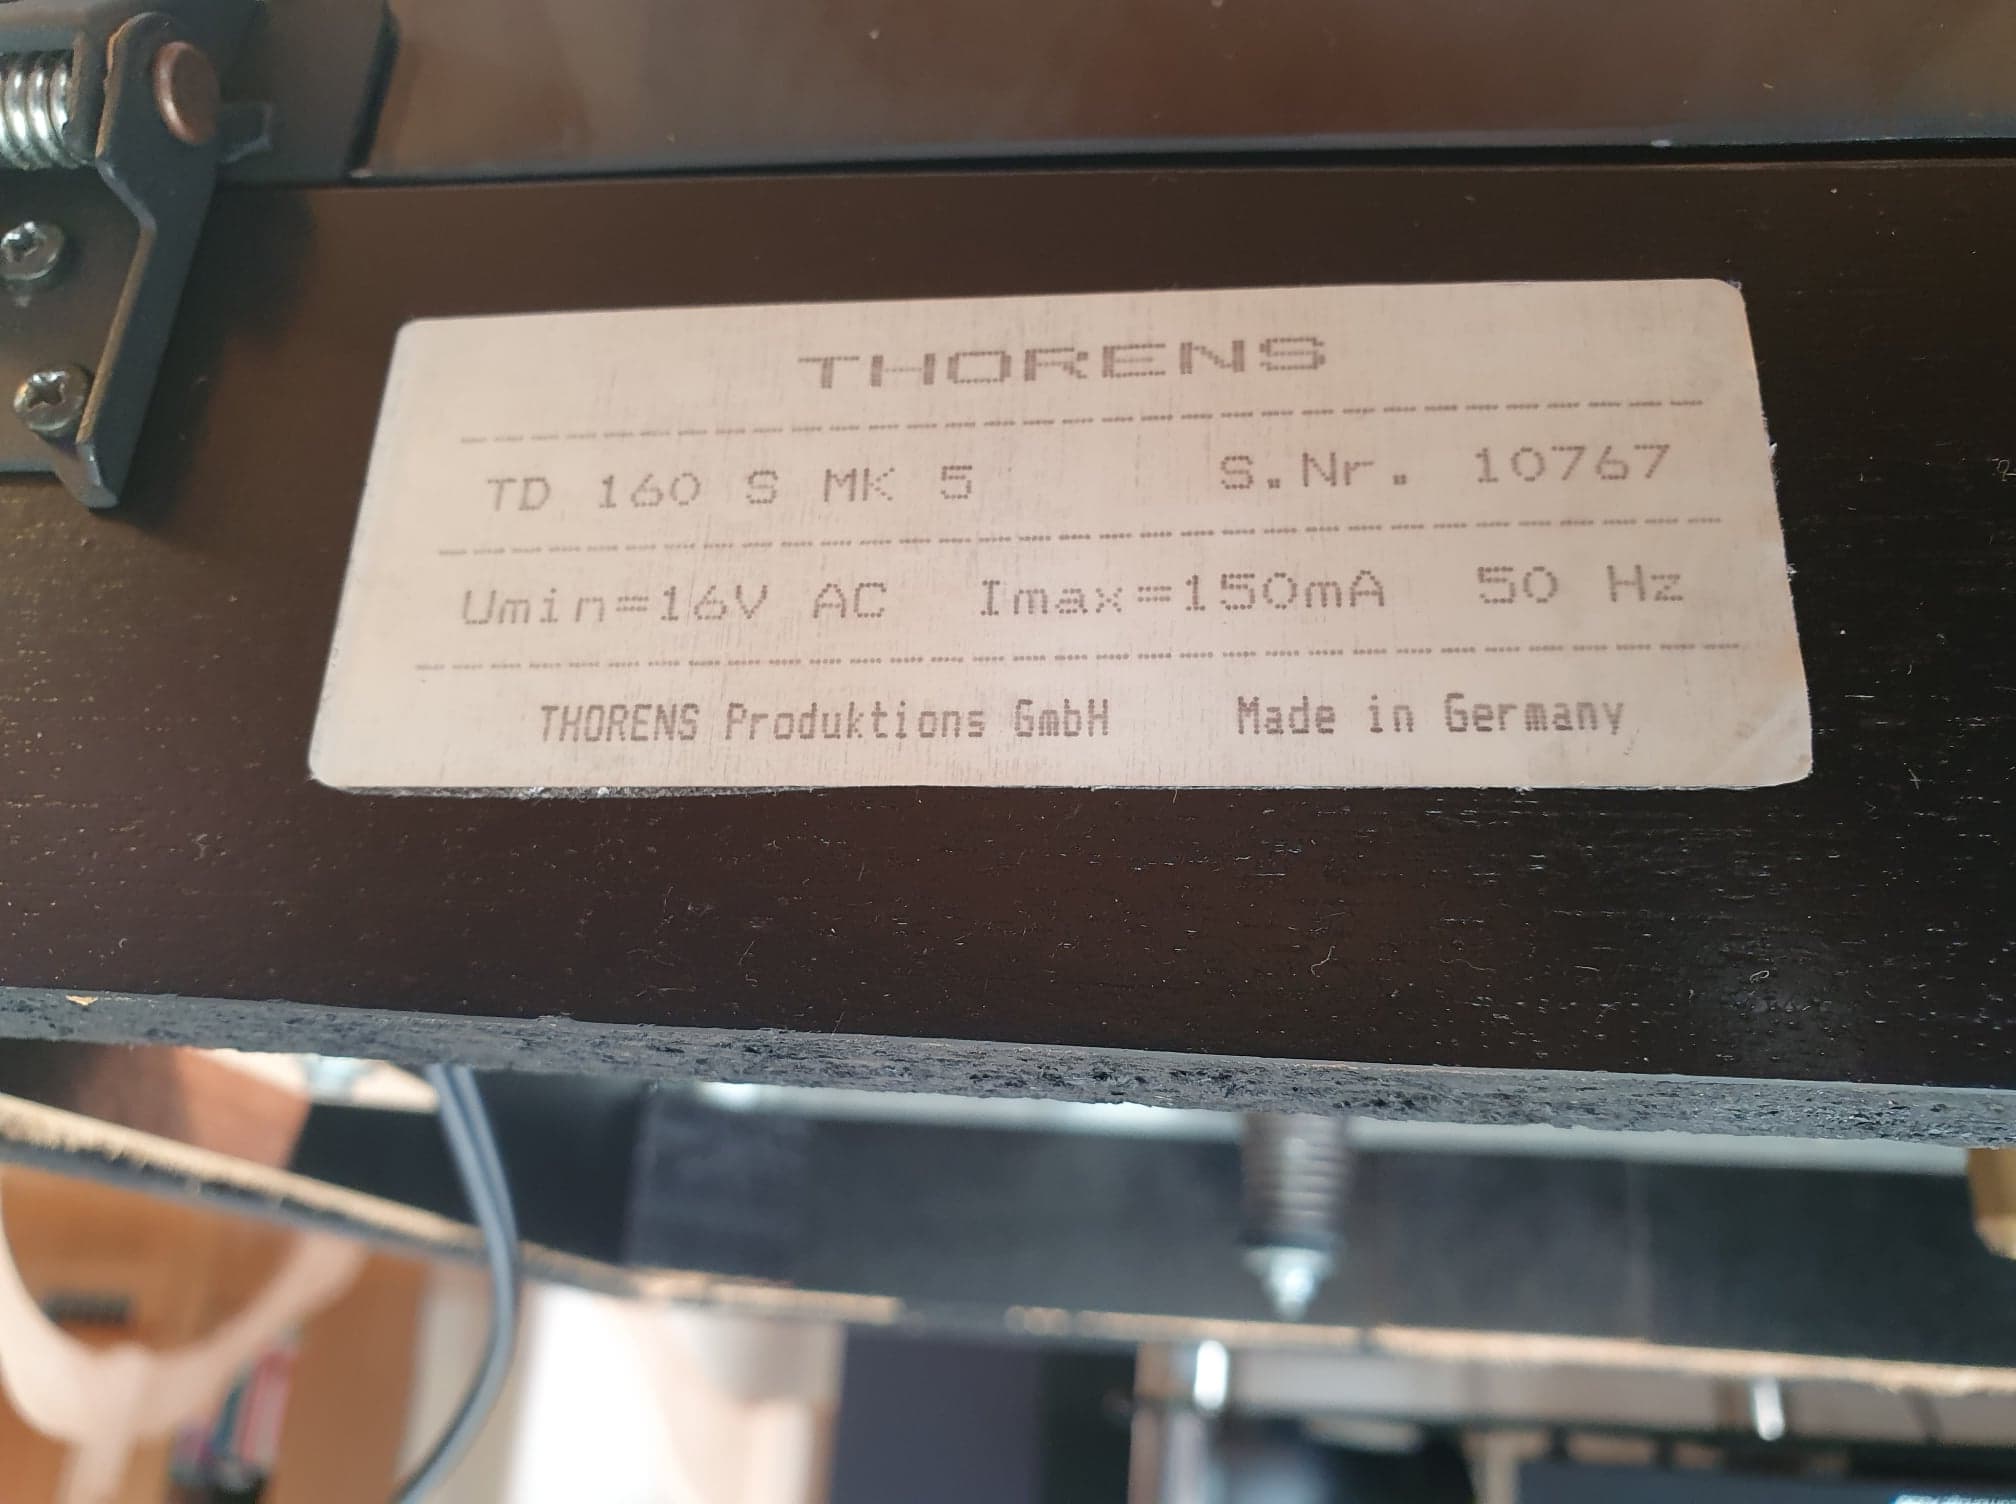 THORENS
TD 160 S MK 5 S.Nr. 10767
Umin=16V AC Imax=150mA 50 Hz
THORENS Produktions GmbH Made in Germany